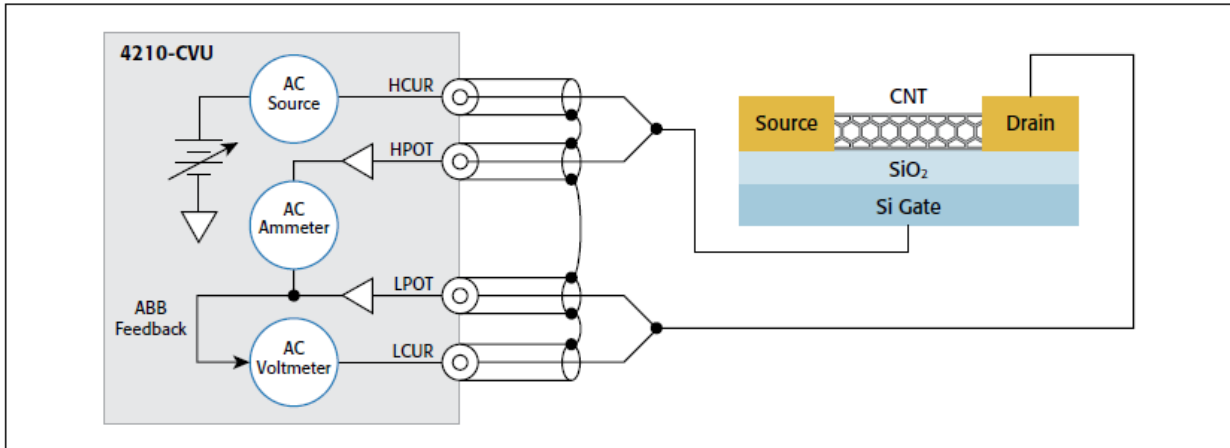 4210-CVU
AC
Source
HCUR
HPOT
AC
Ammeter
LPOT
ABB
Feedback
AC
Voltmeter
LCUR
CNT
Source
Drain
SiO₂
Si Gate